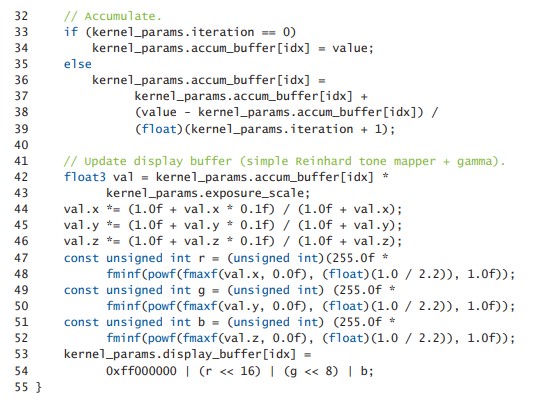 32     // Accumulate.
33     if (kernel_params.iteration == 0)
34         kernel_params.accum_buffer[idx] = value;
35     else
36         kernel_params.accum_buffer[idx] =
37               kernel_params.accum_buffer[idx] +
38               (value - kernel_params.accum_buffer[idx]) /
39               (float)(kernel_params.iteration + 1);
40
41     // Update display buffer (simple Reinhard tone mapper + gamma).
42     float3 val = kernel_params.accum_buffer[idx] *
43           kernel_params.exposure_scale;
44     val.x *= (1.0f + val.x * 0.1f) / (1.0f + val.x);
45     val.y *= (1.0f + val.y * 0.1f) / (1.0f + val.y);
46     val.z *= (1.0f + val.z * 0.1f) / (1.0f + val.z);
47     const unsigned int r = (unsigned int)(255.0f *
48           fminf(powf(fmaxf(val.x, 0.0f), (float)(1.0 / 2.2)), 1.0f));
49     const unsigned int g = (unsigned int) (255.0f *
50           fminf(powf(fmaxf(val.y, 0.0f), (float)(1.0 / 2.2)), 1.0f));
51     const unsigned int b = (unsigned int) (255.0f *
52           fminf(powf(fmaxf(val.z, 0.0f), (float)(1.0 / 2.2)), 1.0f));
53     kernel_params.display_buffer[idx] =
54           0xff000000 | (r << 16) | (g << 8) | b;
55 }